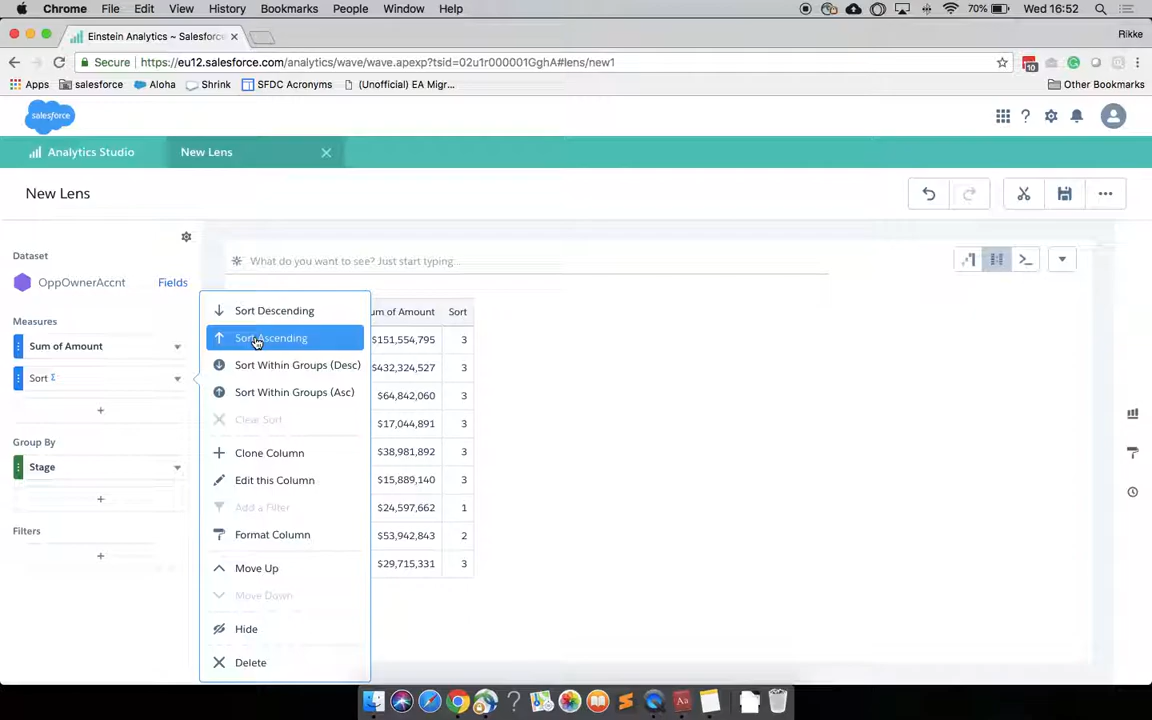 Chrome File Edit View History Bookmarks People Window Help 70% Wed 16:52
Einstein Analytics ~ Salesforce Rikke
Secure https://eu12.salesforce.com/analytics/wave/wave.apexp?tsid=02u1r000001GghA#lens/new1 10
Apps salesforce Aloha Shrink SFDC Acronyms (Unofficial) EA Migr... Other Bookmarks
salesforce
Analytics Studio New Lens
New Lens
Dataset
What do you want to see? Just start typing...
OppOwnerAccnt Fields
Measures
Sum of Amount
Sort Σ
Group By
Stage
Filters
Sort Descending
Sort Ascending
Sort Within Groups (Desc)
Sort Within Groups (Asc)
Clear Sort
Clone Column
Edit this Column
Add a Filter
Format Column
Move Up
Move Down
Hide
Delete
um of Amount Sort
$151,554,795 3
$432,324,527 3
$64,842,060 3
$17,044,891 3
$38,981,892 3
$15,889,140 3
$24,597,662 1
$53,942,843 2
$29,715,331 3